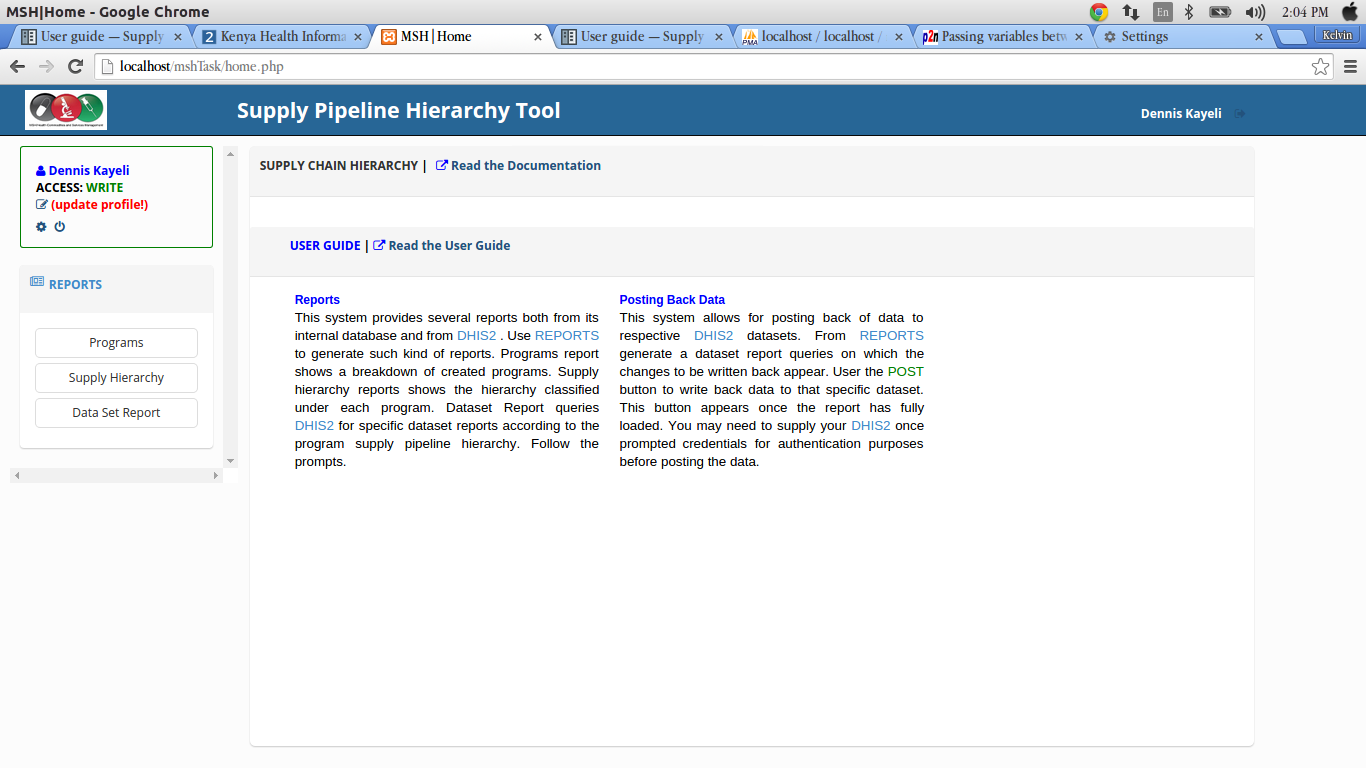 MSH|Home - Google Chrome
En
2:04 PM
User guide — Supply
Kenya Health Informa
MSH|Home
User guide — Supply
localhost / localhost /
Passing variables betw
Settings
Kelvin
localhost/mshTask/home.php
Supply Pipeline Hierarchy Tool
Dennis Kayeli
Dennis Kayeli
ACCESS: WRITE
(update profile!)
REPORTS
Programs
Supply Hierarchy
Data Set Report
SUPPLY CHAIN HIERARCHY | Read the Documentation
USER GUIDE | Read the User Guide
Reports
This system provides several reports both from its
internal database and from DHIS2 . Use REPORTS
to generate such kind of reports. Programs report
shows a breakdown of created programs. Supply
hierarchy reports shows the hierarchy classified
under each program. Dataset Report queries
DHIS2 for specific dataset reports according to the
program supply pipeline hierarchy. Follow the
prompts.
Posting Back Data
This system allows for posting back of data to
respective DHIS2 datasets. From REPORTS
generate a dataset report queries on which the
changes to be written back appear. User the POST
button to write back data to that specific dataset.
This button appears once the report has fully
loaded. You may need to supply your DHIS2 once
prompted credentials for authentication purposes
before posting the data.